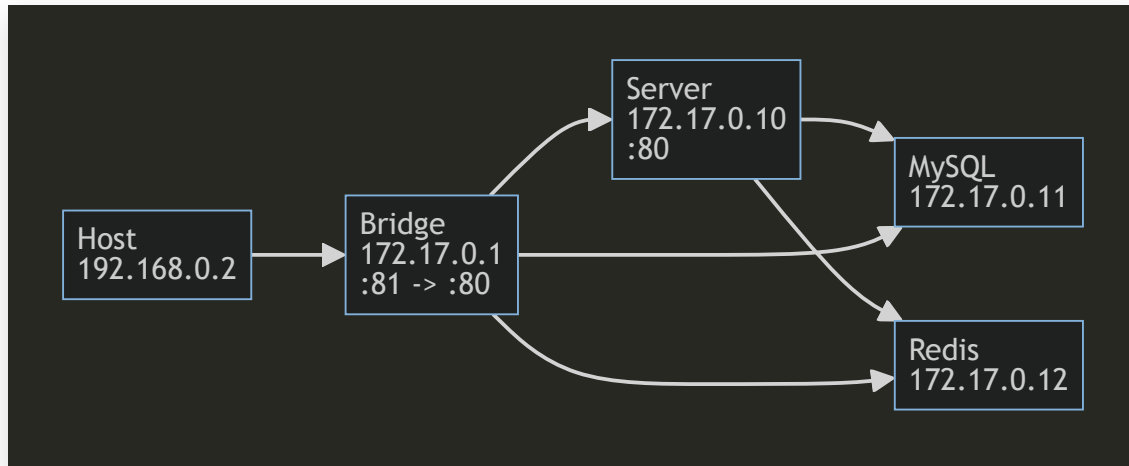 Host
192.168.0.2
Bridge
172.17.0.1
:81 -> :80
Server
172.17.0.10
:80
MySQL
172.17.0.11
Redis
172.17.0.12